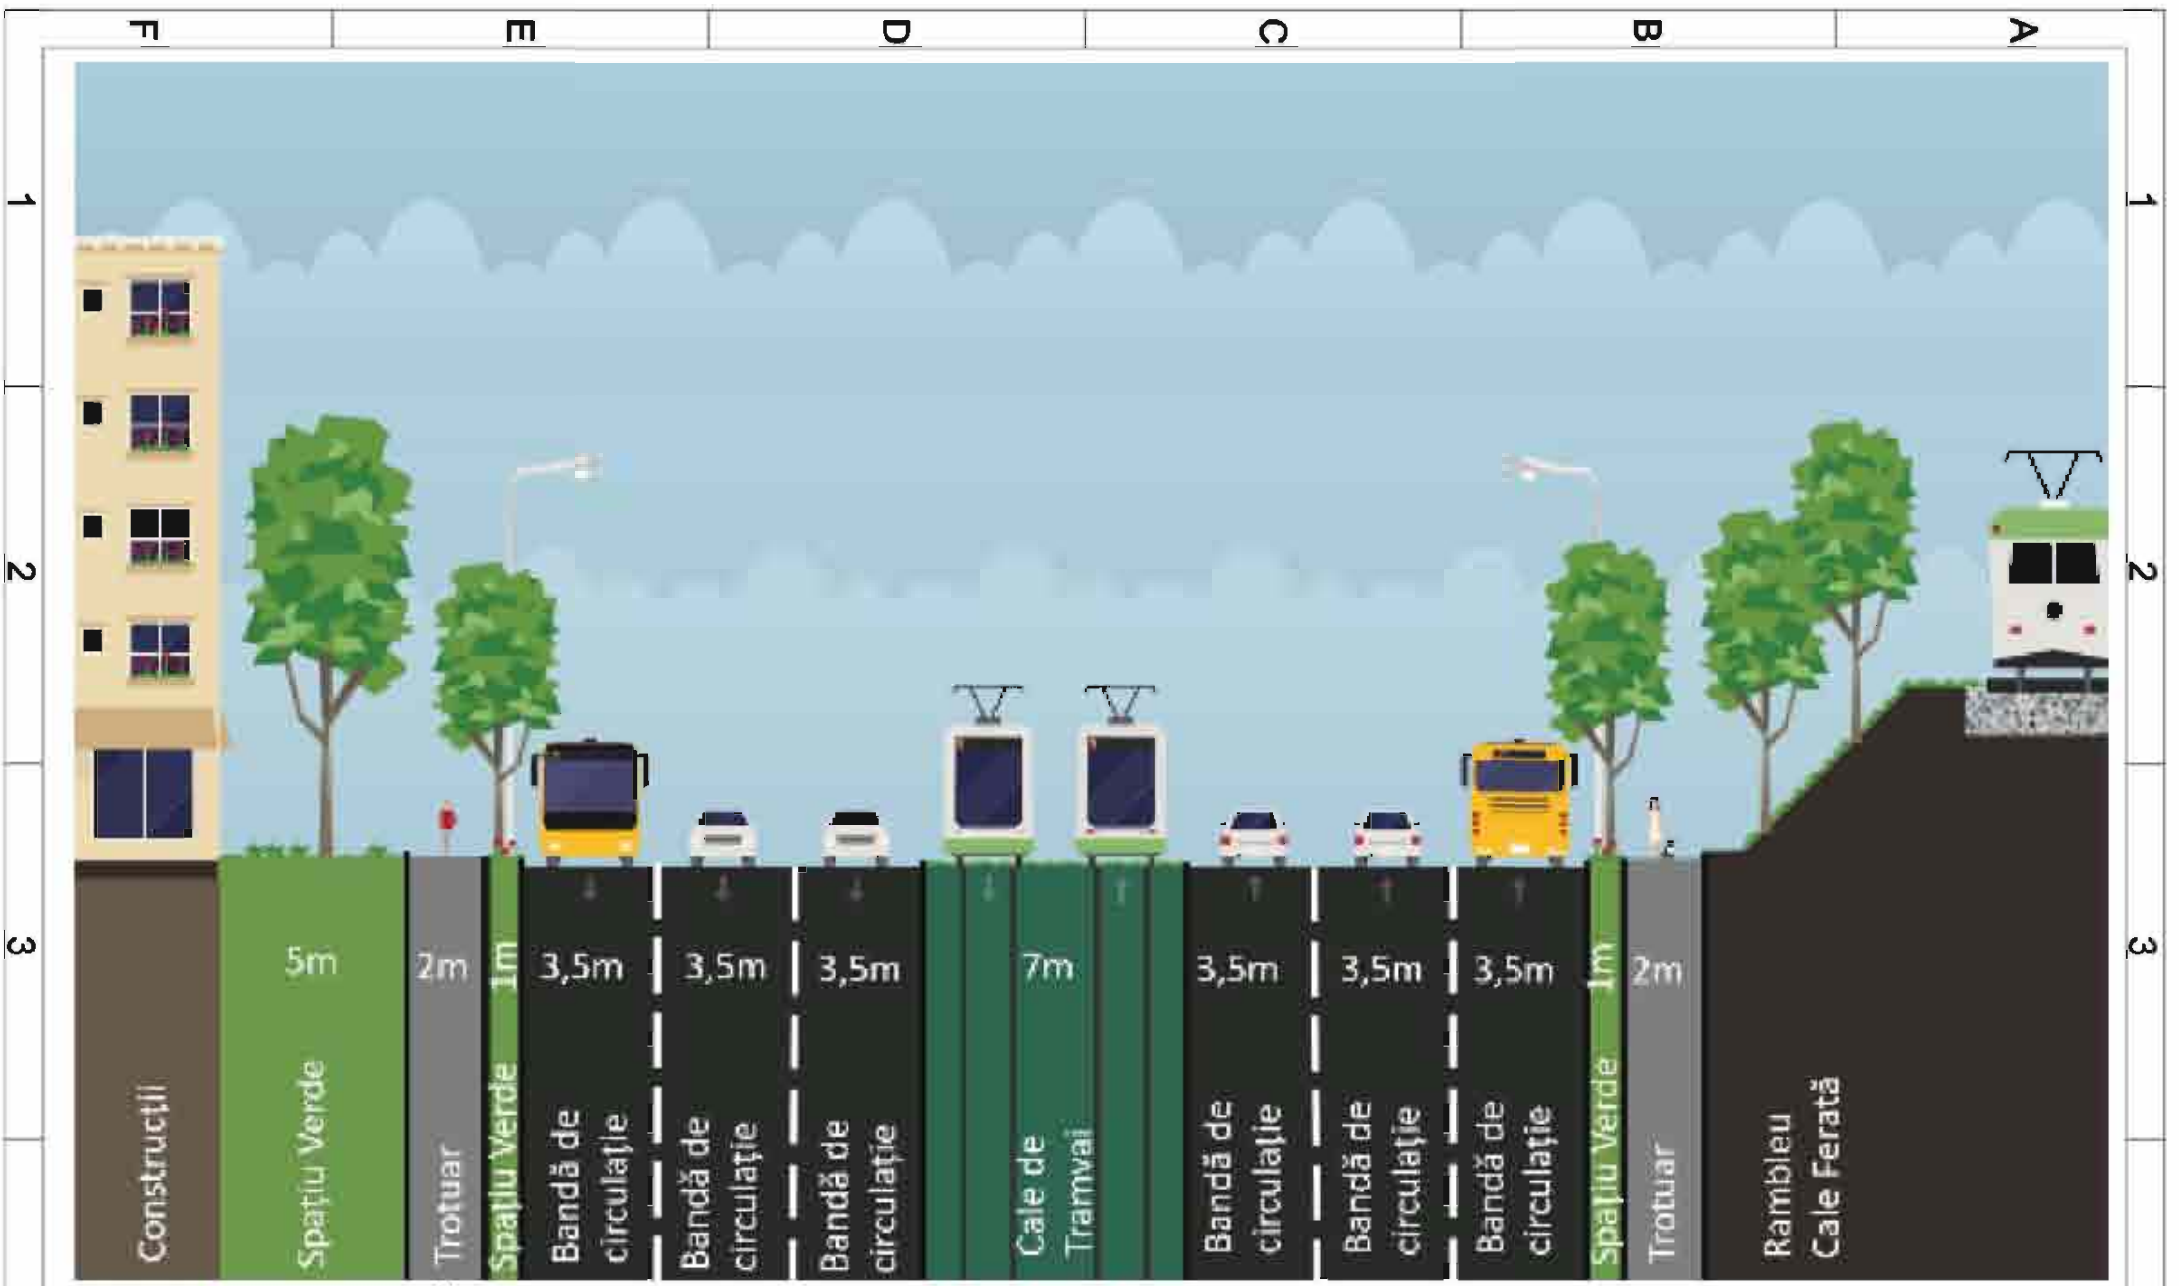 F E D C B A
1 1
2 2
3 3
5m 2m 1m 3,5m 3,5m 3,5m 7m 3,5m 3,5m 3,5m 1m 2m
Construcții
Spațiu Verde
Trotuar
Spațiu Verde
Bandă de
circulație
Bandă de
circulație
Bandă de
circulație
Cale de
Tramvai
Bandă de
circulație
Bandă de
circulație
Bandă de
circulație
Spațiu Verde
Trotuar
Rambleu
Cale Ferată